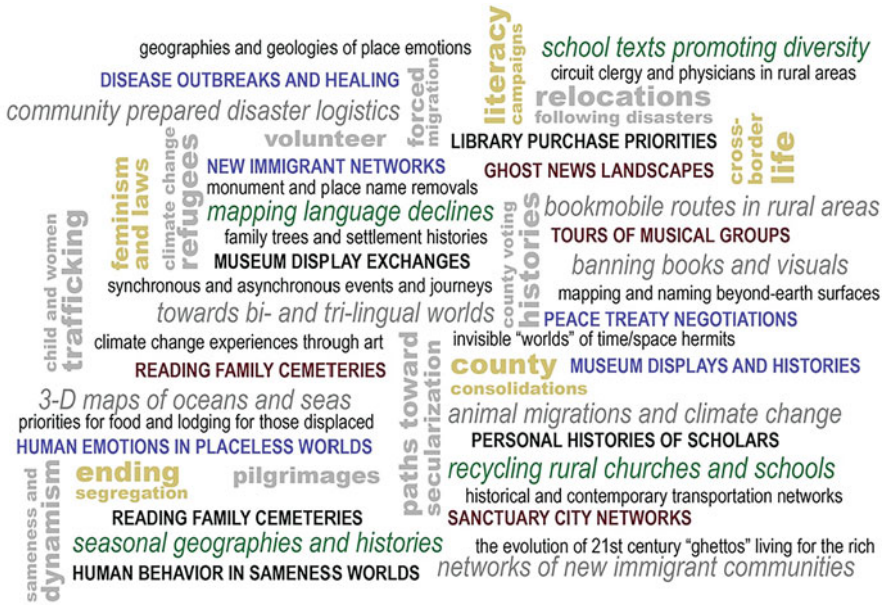 geographies and geologies of place emotions
DISEASE OUTBREAKS AND HEALING
community prepared disaster logistics
volunteer
forced
migration
literacy
campaigns
school texts promoting diversity
circuit clergy and physicians in rural areas
relocations
following disasters
LIBRARY PURCHASE PRIORITIES
cross-
border
life
feminism
and laws
climate change
refugees
NEW IMMIGRANT NETWORKS
GHOST NEWS LANDSCAPES
monument and place name removals
mapping language declines
family trees and settlement histories
MUSEUM DISPLAY EXCHANGES
county voting
histories
bookmobile routes in rural areas
TOURS OF MUSICAL GROUPS
banning books and visuals
child and women
trafficking
synchronous and asynchronous events and journeys
mapping and naming beyond-earth surfaces
towards bi- and tri-lingual worlds
PEACE TREATY NEGOTIATIONS
climate change experiences through art
invisible “worlds” of time/space hermits
READING FAMILY CEMETERIES
paths toward
secularization
county
consolidations
MUSEUM DISPLAYS AND HISTORIES
3-D maps of oceans and seas
priorities for food and lodging for those displaced
animal migrations and climate change
HUMAN EMOTIONS IN PLACELESS WORLDS
PERSONAL HISTORIES OF SCHOLARS
sameness and
dynamism
ending
segregation
pilgrimages
recycling rural churches and schools
historical and contemporary transportation networks
READING FAMILY CEMETERIES
SANCTUARY CITY NETWORKS
seasonal geographies and histories
the evolution of 21st century “ghettos” living for the rich
HUMAN BEHAVIOR IN SAMENESS WORLDS
networks of new immigrant communities